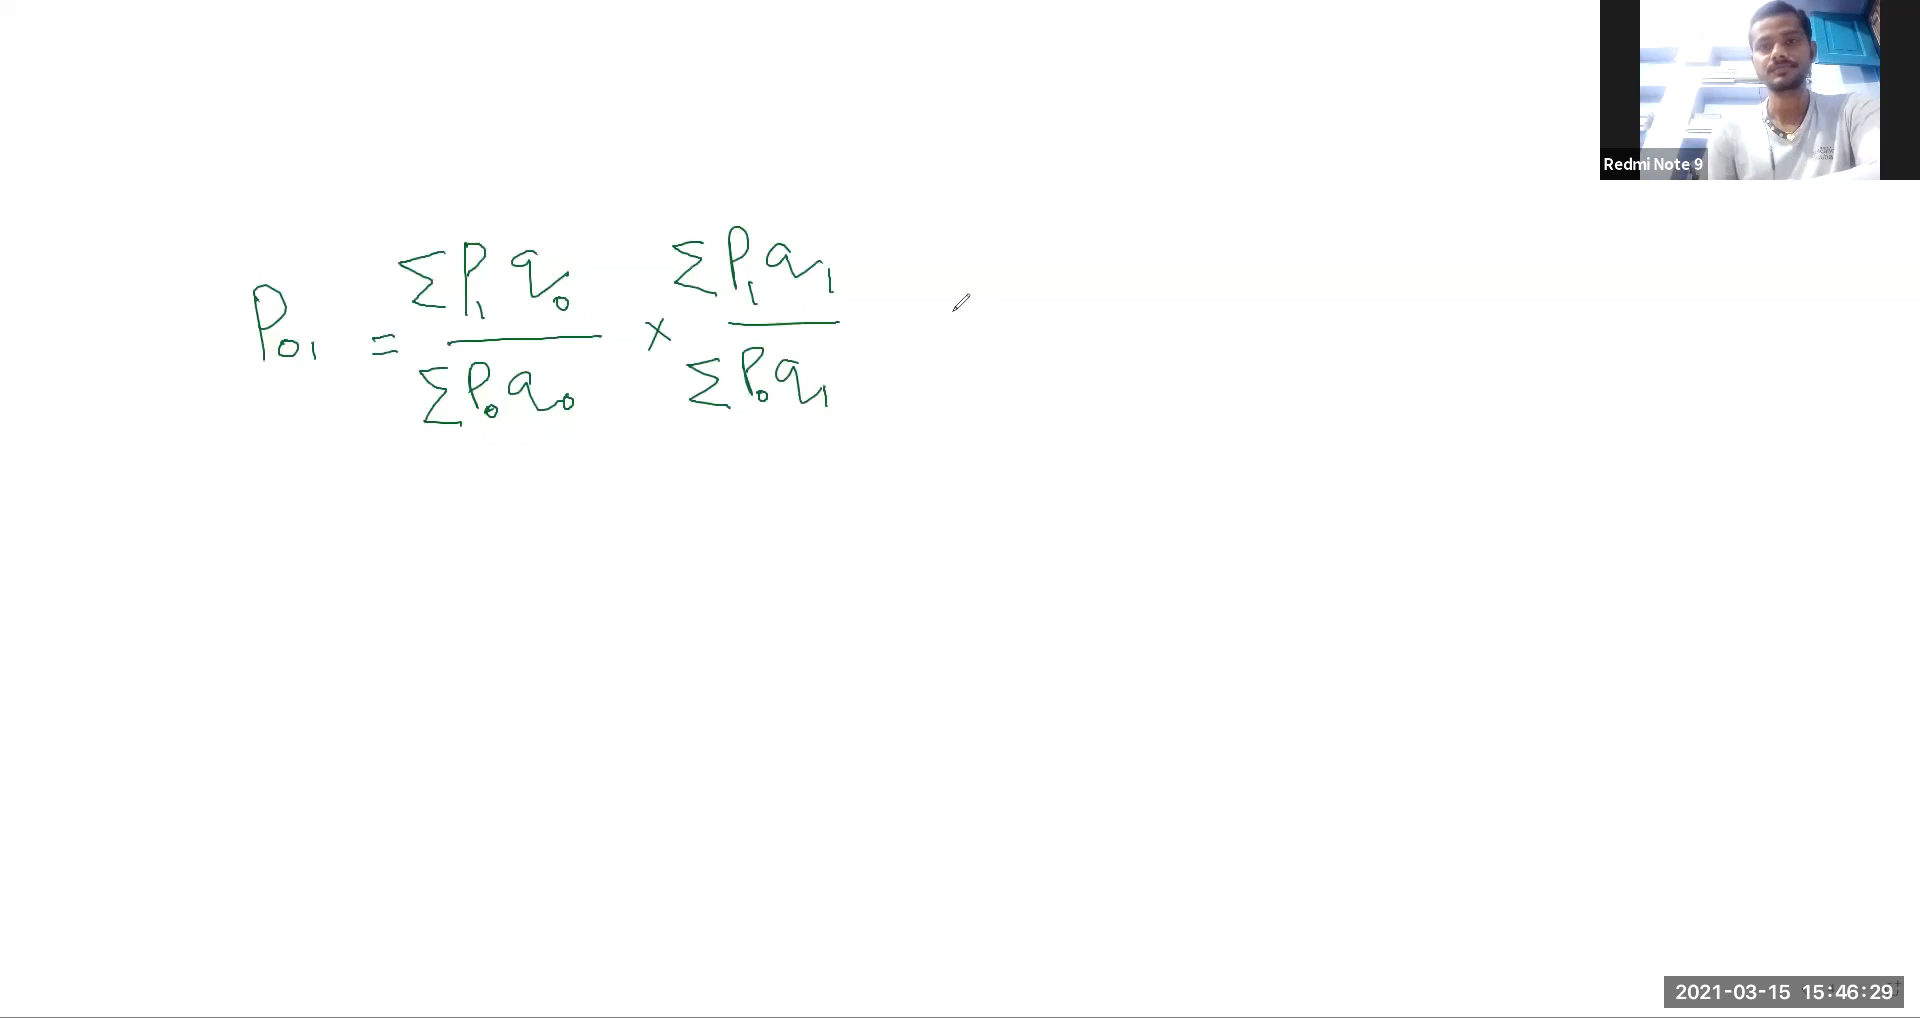 Redmi Note 9
P₀₁ = ΣP₁q₀ / ΣP₀q₀ × ΣP₁q₁ / ΣP₀q₁
2021-03-15 15:46:29